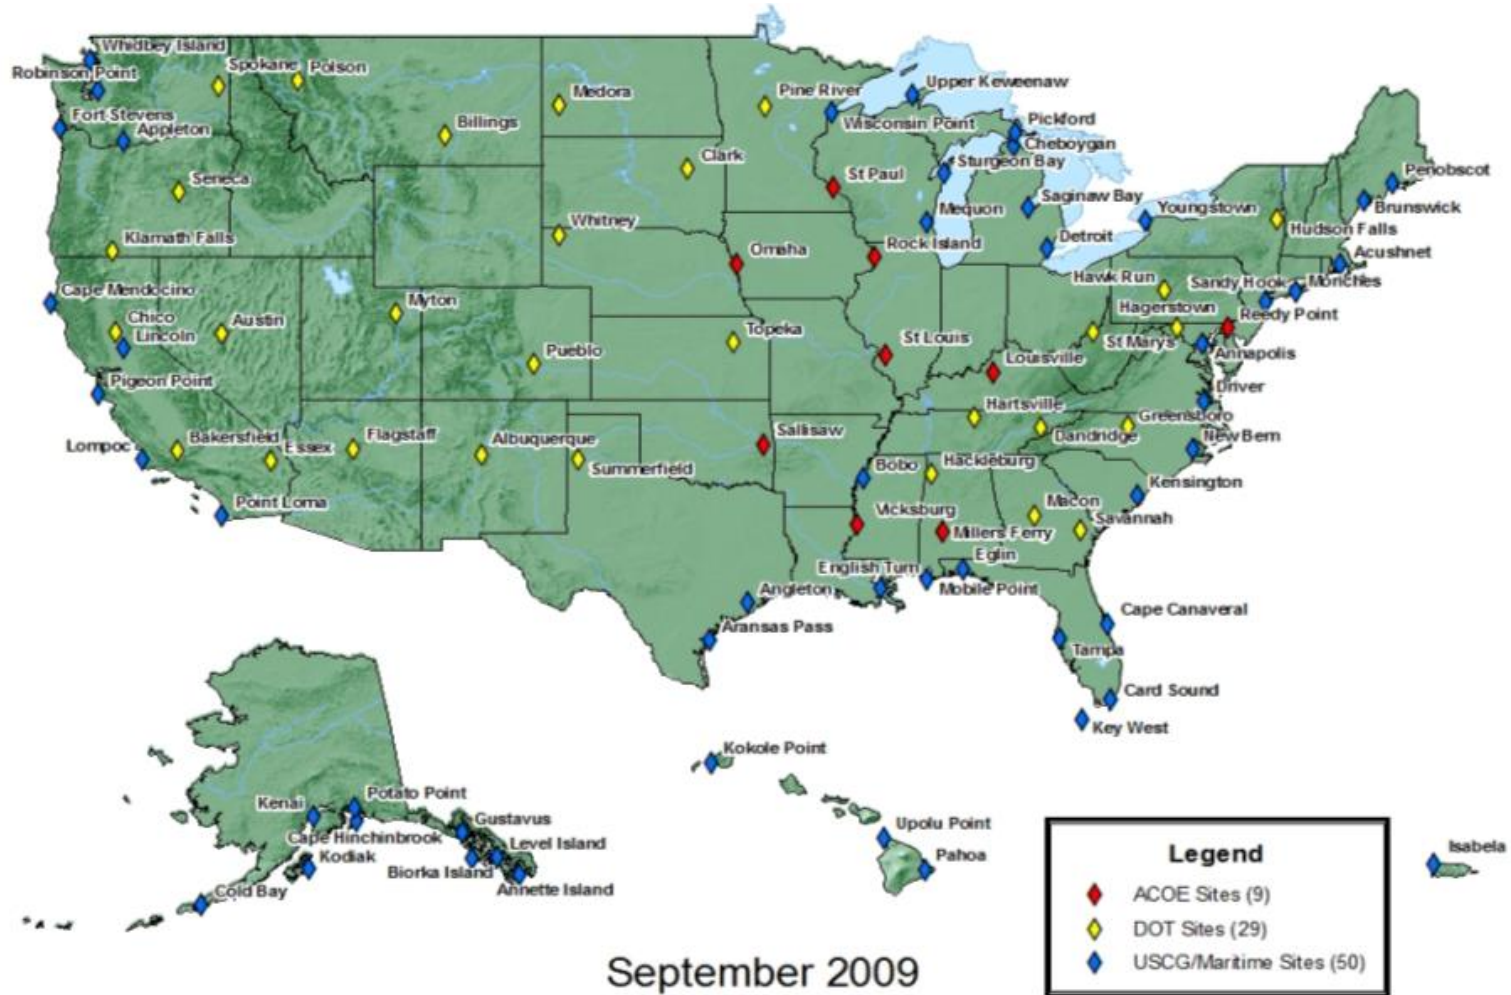 Whidbey Island
Robinson Point
Spokane
Polson
Fort Stevens
Appleton
Billings
Medora
Pine River
Upper Keweenaw
Wisconsin Point
Pickford
Cheboygan
Sturgeon Bay
Clark
St Paul
Seneca
Whitney
Klamath Falls
Mequon
Saginaw Bay
Youngstown
Penobscot
Brunswick
Hudson Falls
Detroit
Rock Island
Omaha
Acushnet
Hawk Run
Sandy Hook
Moriches
Hagerstown
Reedy Point
Cape Mendocino
Chico
Lincoln
Austin
Myton
Topeka
St Louis
St Marys
Annapolis
Pueblo
Louisville
Pigeon Point
Driver
Hartsville
Greensboro
Dandridge
New Bern
Lompoc
Bakersfield
Essex
Flagstaff
Albuquerque
Summerfield
Sallisaw
Bobo
Hackleburg
Kensington
Point Loma
Vicksburg
Macon
Savannah
Millers Ferry
Eglin
English Turn
Mobile Point
Angleton
Aransas Pass
Cape Canaveral
Tampa
Card Sound
Key West
Kokole Point
Upolu Point
Pahoa
Isabela
Kenai
Potato Point
Cape Hinchinbrook
Gustavus
Level Island
Kodiak
Biorka Island
Annette Island
Cold Bay
Legend
ACOE Sites (9)
DOT Sites (29)
USCG/Maritime Sites (50)
September 2009